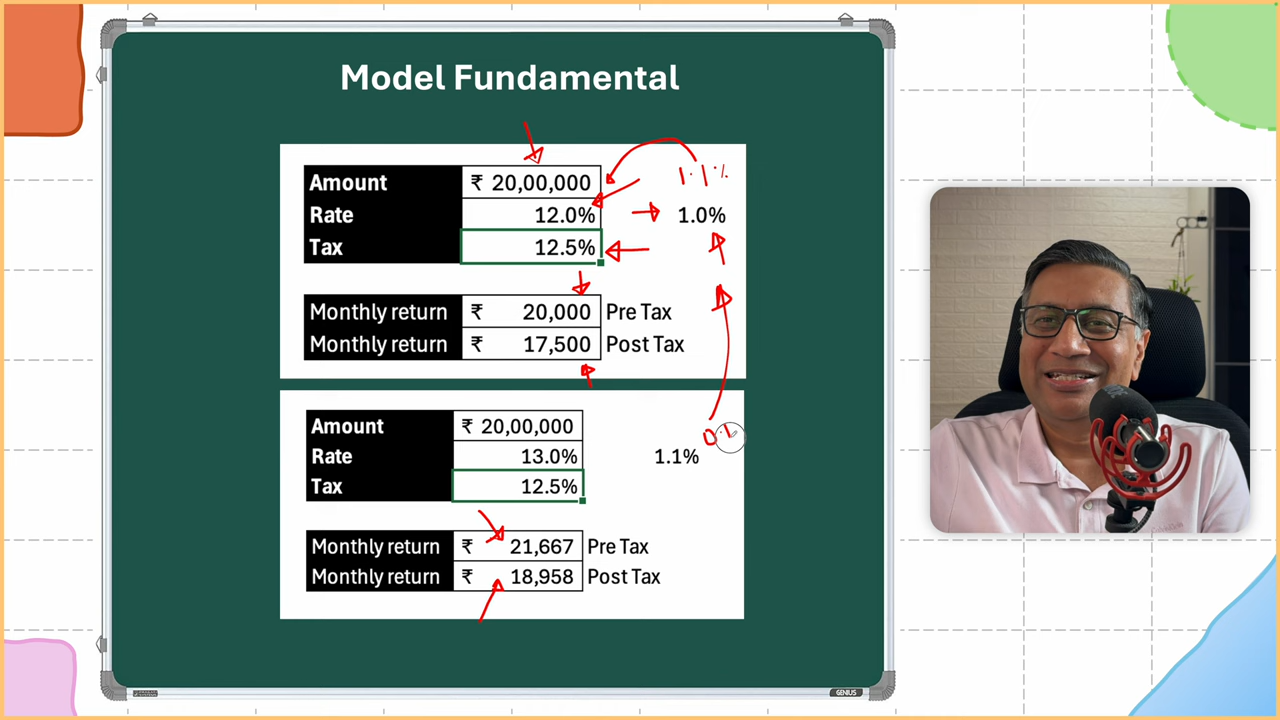 Model Fundamental
Amount ₹ 20,00,000 1.1%
Rate 12.0% 1.0%
Tax 12.5%
Monthly return ₹ 20,000 Pre Tax
Monthly return ₹ 17,500 Post Tax
Amount ₹ 20,00,000
Rate 13.0% 1.1%
Tax 12.5%
Monthly return ₹ 21,667 Pre Tax
Monthly return ₹ 18,958 Post Tax
GENIUS